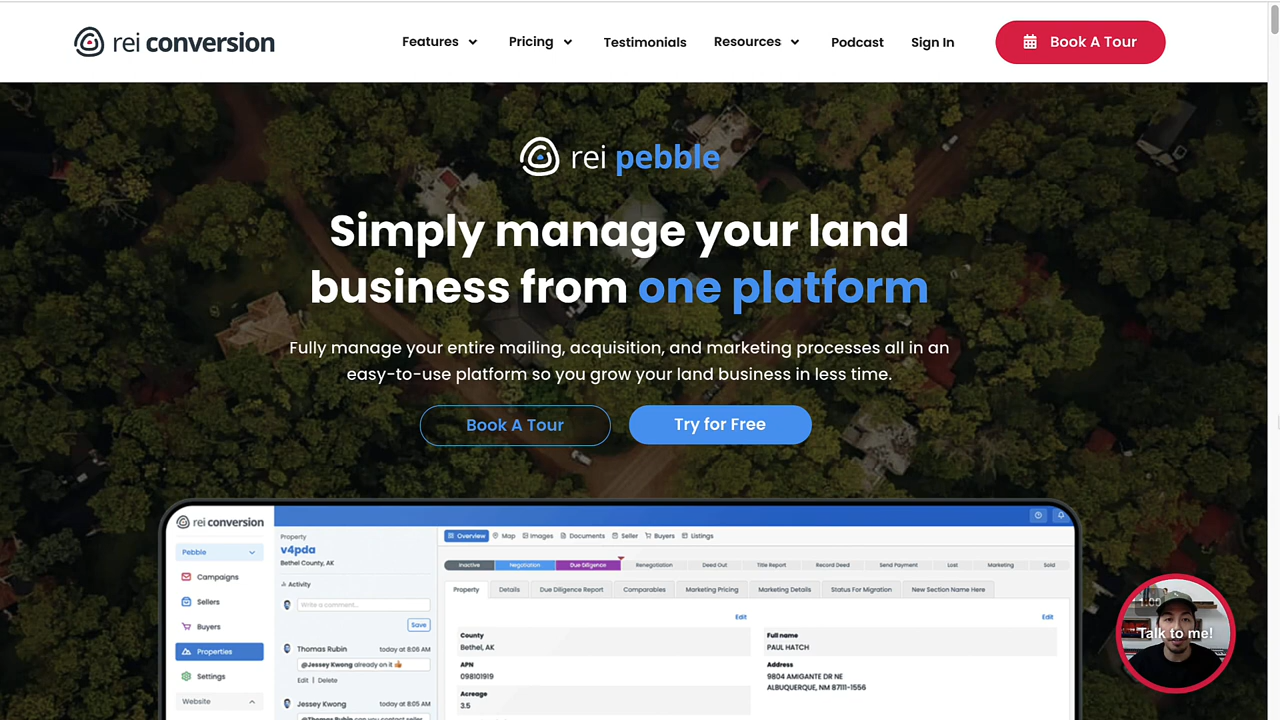 rei conversion
Features
Pricing
Testimonials
Resources
Podcast
Sign In
Book A Tour
rei pebble
Simply manage your land
business from one platform
Fully manage your entire mailing, acquisition, and marketing processes all in an
easy-to-use platform so you grow your land business in less time.
Book A Tour
Try for Free
rei conversion
Pebble
Campaigns
Sellers
Buyers
Properties
Settings
Website
Property
v4pda
Bethel County, AK
Activity
Write a comment...
Save
Thomas Rubin today at 8:06 AM
@Jessey Kwong already on it 👍
Edit | Delete
Jessey Kwong today at 8:05 AM
@Thomas Rubin can you contact seller
Overview Map Images Documents Seller Buyers Listings
Inactive Negotiation Due Diligence Renegotiation Deed Out Title Report Record Deed Send Payment Lost Marketing Sold
Property Details Due Diligence Report Comparables Marketing Pricing Marketing Details Status For Migration New Section Name Here
Edit
County
Bethel, AK
APN
098101919
Acreage
3.5
Edit
Full name
PAUL HATCH
Address
9804 AMIGANTE DR NE
ALBUQUERQUE, NM 87111-1556
1:00
Talk to me!